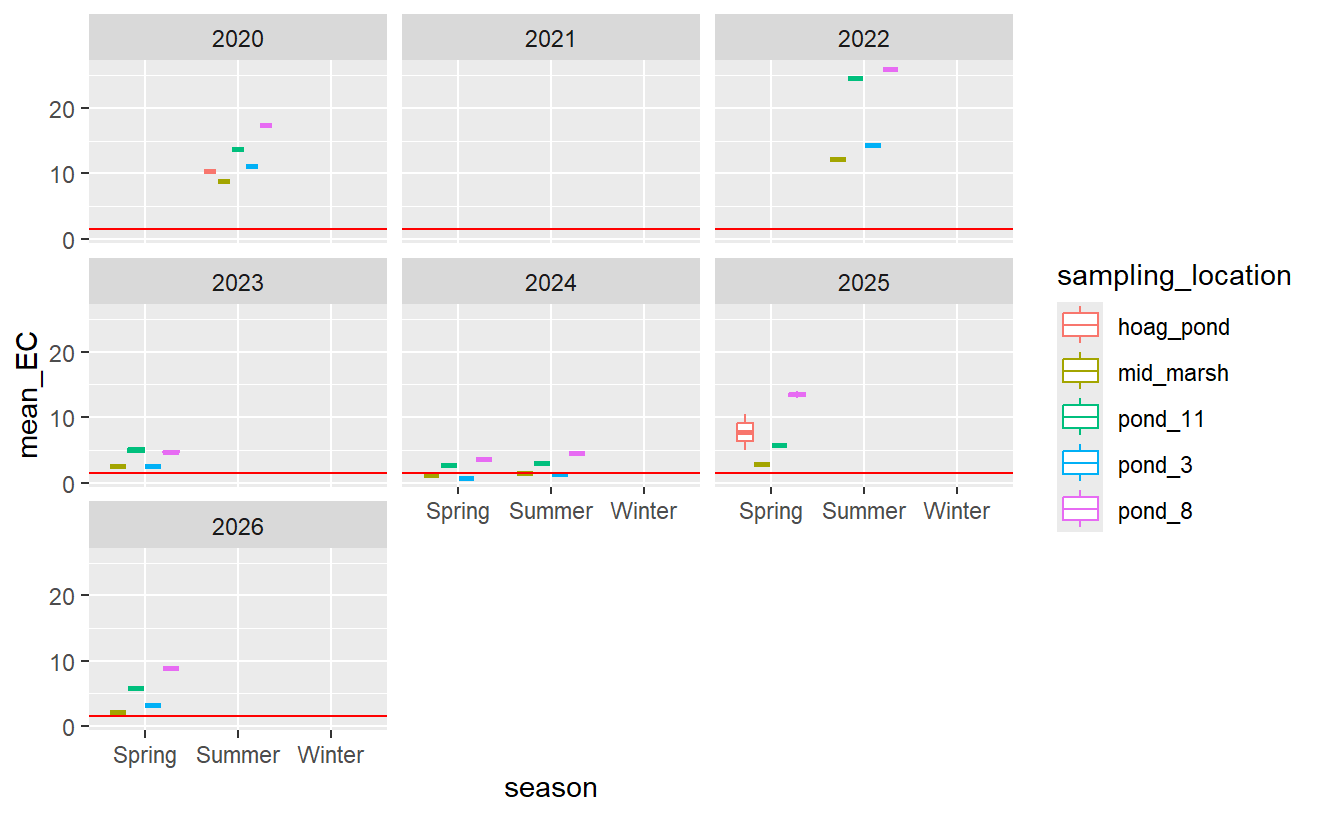 2020 2021 2022
20
10
0
2023 2024 2025
sampling_location
hoag_pond
mid_marsh
pond_11
pond_3
pond_8
mean_EC
20
10
0
Spring Summer Winter Spring Summer Winter
2026
20
10
0
Spring Summer Winter
season